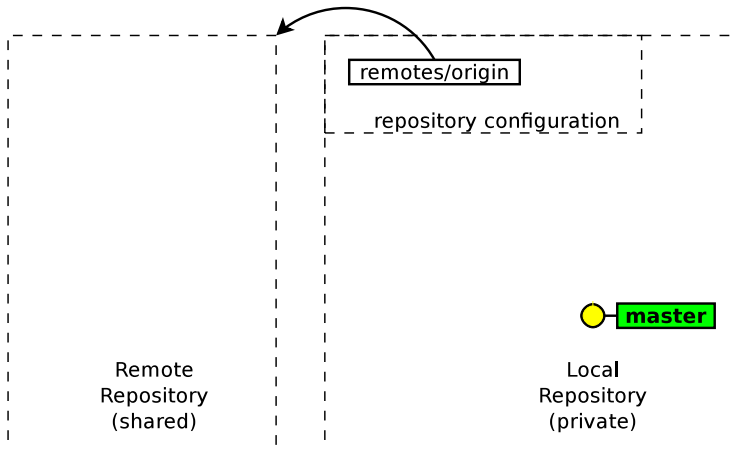 remotes/origin
repository configuration
master
Remote
Repository
(shared)
Local
Repository
(private)